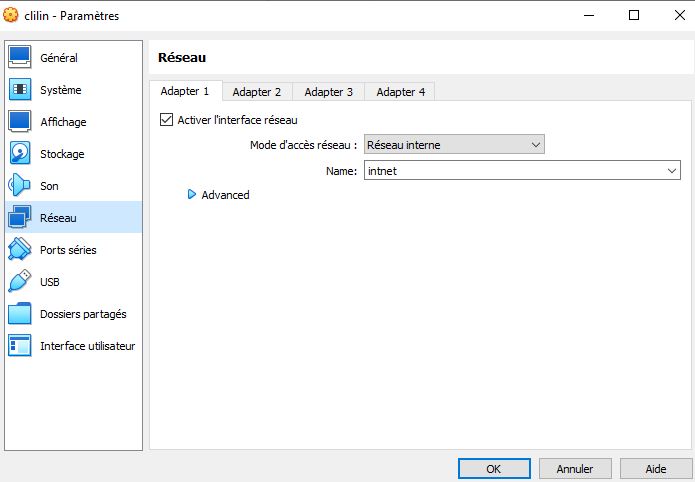 clilin - Paramètres
Général
Système
Affichage
Stockage
Son
Réseau
Ports séries
USB
Dossiers partagés
Interface utilisateur
Réseau
Adapter 1 Adapter 2 Adapter 3 Adapter 4
Activer l'interface réseau
Mode d'accès réseau : Réseau interne
Name: intnet
Advanced
OK Annuler Aide